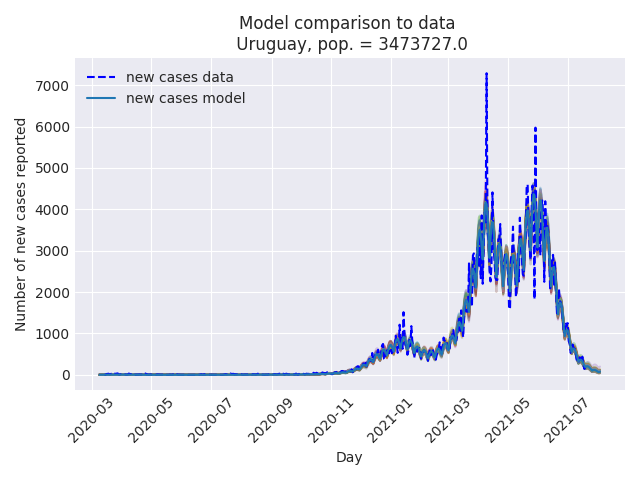 Model comparison to data
Uruguay, pop. = 3473727.0
new cases data
new cases model
Number of new cases reported
7000
6000
5000
4000
3000
2000
1000
0
2020-03
2020-05
2020-07
2020-09
2020-11
2021-01
2021-03
2021-05
2021-07
Day